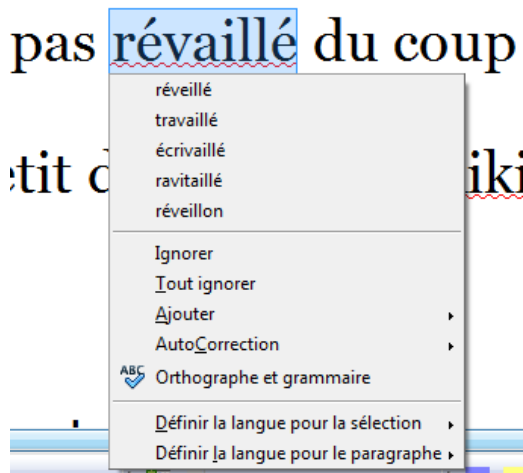 pas révaillé du coup
réveillé
travaillé
écrivaillé
ravitaillé
réveillon
Ignorer
Tout ignorer
Ajouter
AutoCorrection
ABC Orthographe et grammaire
Définir la langue pour la sélection
Définir la langue pour le paragraphe